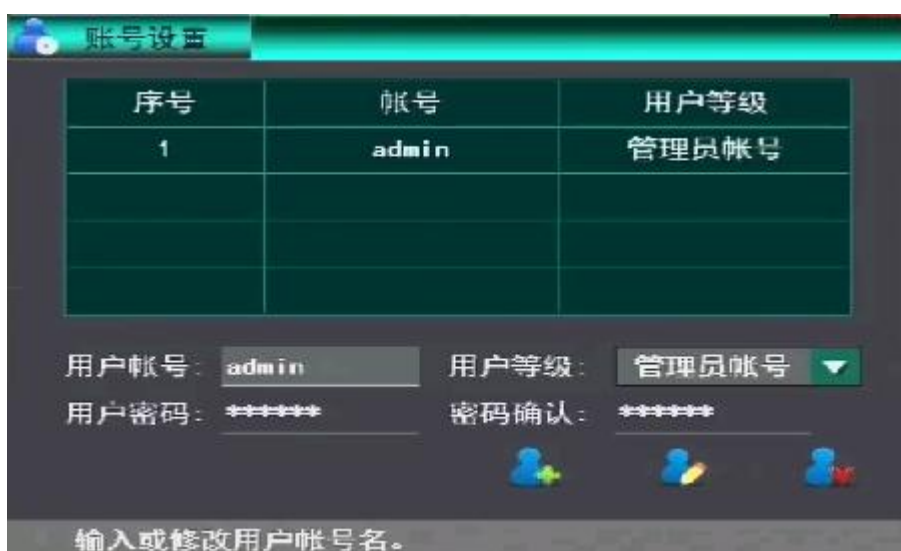 账号设置
序号 帐号 用户等级
1 admin 管理员帐号
用户帐号: admin 用户等级: 管理员帐号
用户密码: ****** 密码确认: ******
输入或修改用户帐号名。